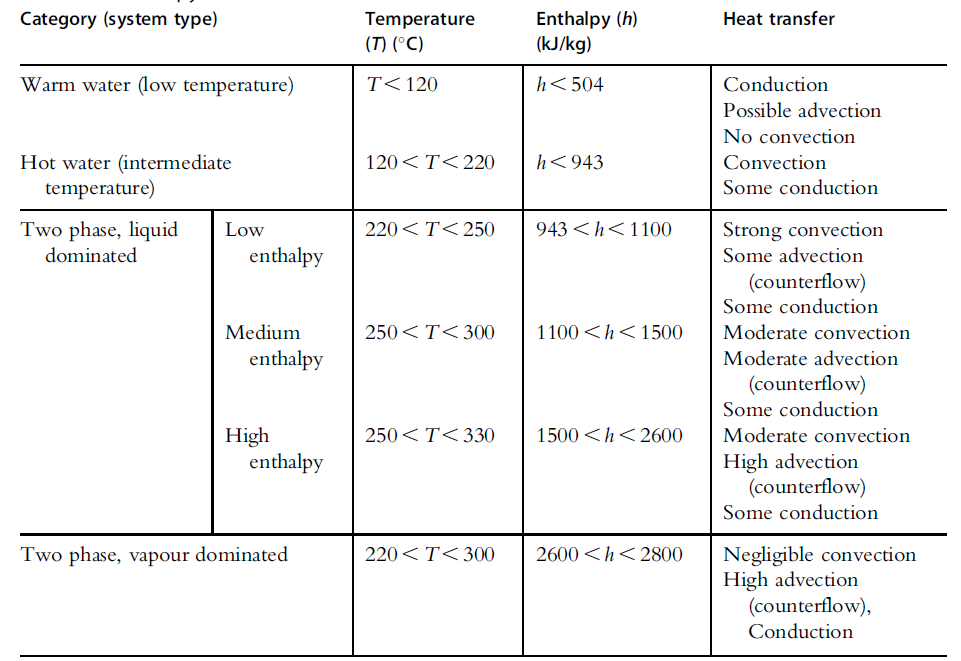 Category (system type) Temperature Enthalpy (h) Heat transfer
(T) (°C) (kJ/kg)
Warm water (low temperature) T < 120 h < 504 Conduction
Possible advection
No convection
Hot water (intermediate 120 < T < 220 h < 943 Convection
temperature) Some conduction
Two phase, liquid Low 220 < T < 250 943 < h < 1100 Strong convection
dominated enthalpy Some advection
(counterflow)
Some conduction
Medium 250 < T < 300 1100 < h < 1500 Moderate convection
enthalpy Moderate advection
(counterflow)
Some conduction
High 250 < T < 330 1500 < h < 2600 Moderate convection
enthalpy High advection
(counterflow)
Some conduction
Two phase, vapour dominated 220 < T < 300 2600 < h < 2800 Negligible convection
High advection
(counterflow),
Conduction